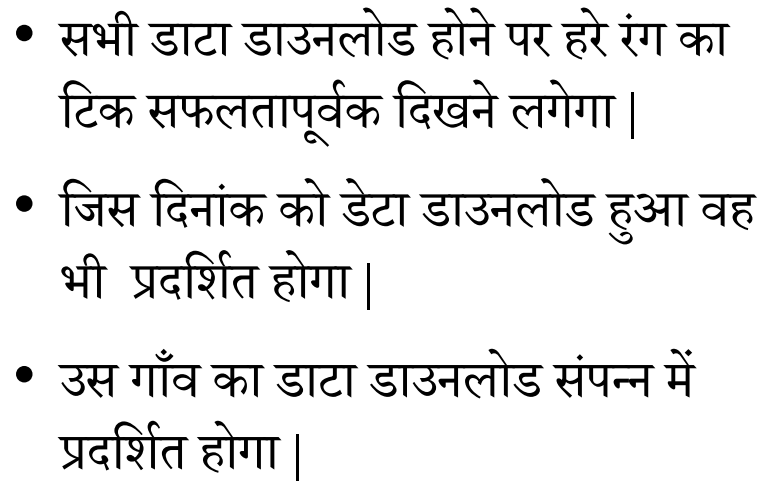 • सभी डाटा डाउनलोड होने पर हरे रंग का
टिक सफलतापूर्वक दिखने लगेगा |
• जिस दिनांक को डेटा डाउनलोड हुआ वह
भी  प्रदर्शित होगा |
• उस गाँव का डाटा डाउनलोड संपन्न में
प्रदर्शित होगा |